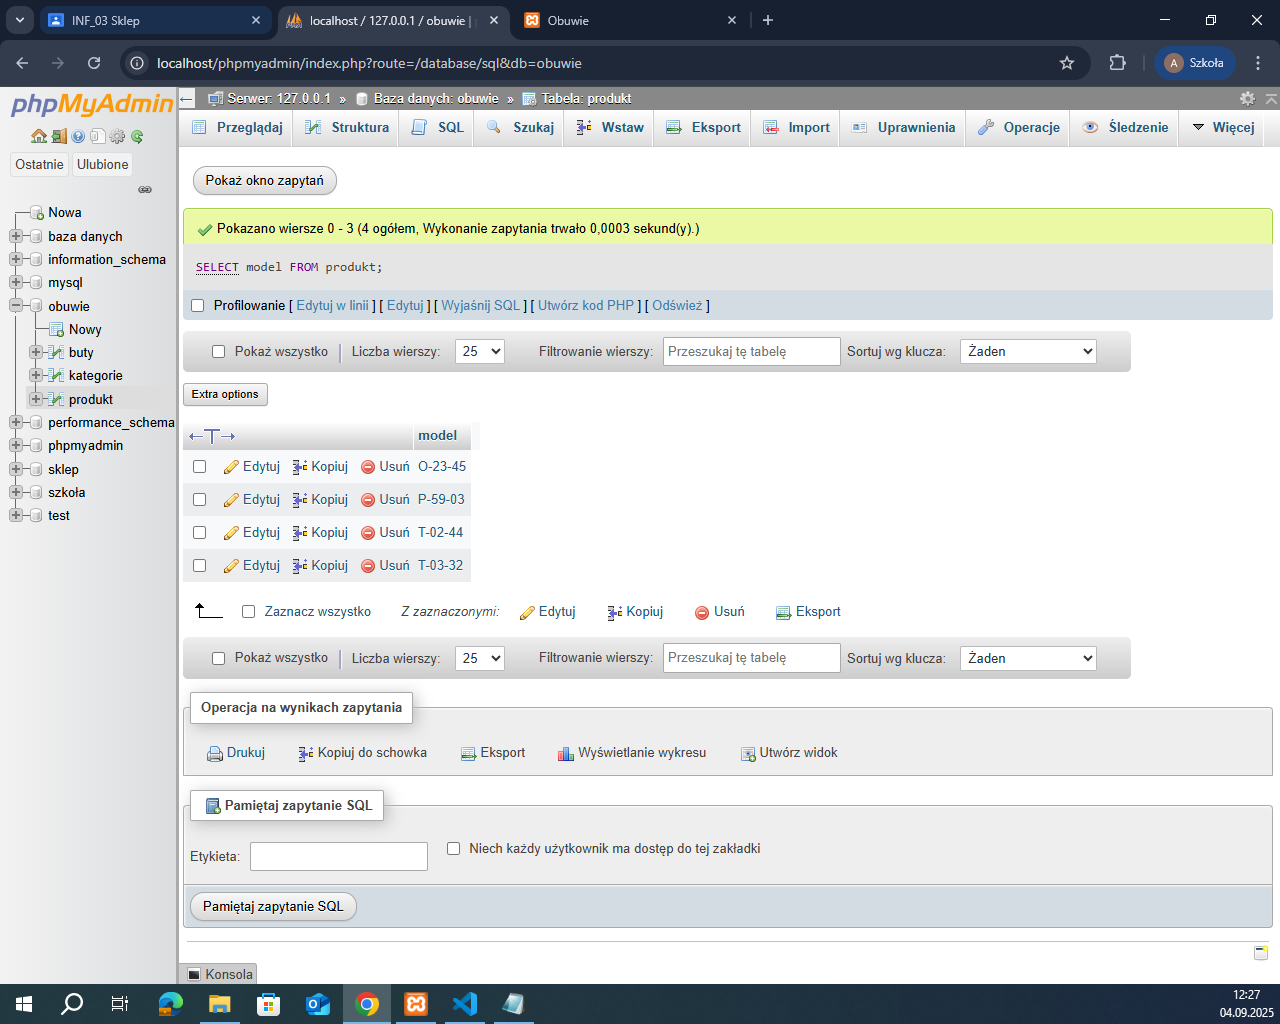 INF_03 Sklep
localhost / 127.0.0.1 / obuwie |
Obuwie
localhost/phpmyadmin/index.php?route=/database/sql&db=obuwie
A Szkoła
phpMyAdmin
Ostatnie Ulubione
Nowa
baza danych
information_schema
mysql
obuwie
Nowy
buty
kategorie
produkt
performance_schema
phpmyadmin
sklep
szkoła
test
Serwer: 127.0.0.1 » Baza danych: obuwie » Tabela: produkt
Przeglądaj Struktura SQL Szukaj Wstaw Eksport Import Uprawnienia Operacje Śledzenie Więcej
Pokaż okno zapytań
Pokazano wiersze 0 - 3 (4 ogółem, Wykonanie zapytania trwało 0,0003 sekund(y).)
SELECT model FROM produkt;
Profilowanie [ Edytuj w linii ] [ Edytuj ] [ Wyjaśnij SQL ] [ Utwórz kod PHP ] [ Odśwież ]
Pokaż wszystko Liczba wierszy: 25 Filtrowanie wierszy: Przeszukaj tę tabelę Sortuj wg klucza: Żaden
Extra options
←T→ model
Edytuj Kopiuj Usuń O-23-45
Edytuj Kopiuj Usuń P-59-03
Edytuj Kopiuj Usuń T-02-44
Edytuj Kopiuj Usuń T-03-32
Zaznacz wszystko Z zaznaczonymi: Edytuj Kopiuj Usuń Eksport
Pokaż wszystko Liczba wierszy: 25 Filtrowanie wierszy: Przeszukaj tę tabelę Sortuj wg klucza: Żaden
Operacja na wynikach zapytania
Drukuj Kopiuj do schowka Eksport Wyświetlanie wykresu Utwórz widok
Pamiętaj zapytanie SQL
Etykieta: Niech każdy użytkownik ma dostęp do tej zakładki
Pamiętaj zapytanie SQL
Konsola
12:27
04.09.2025